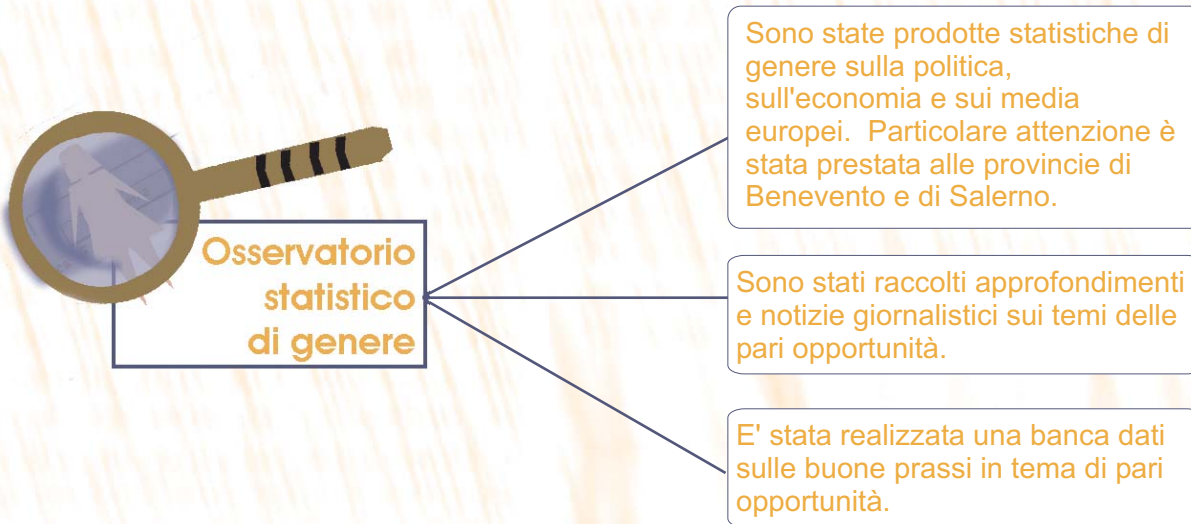 Osservatorio
statistico
di genere
Sono state prodotte statistiche di
genere sulla politica,
sull'economia e sui media
europei.  Particolare attenzione è
stata prestata alle provincie di
Benevento e di Salerno.
Sono stati raccolti approfondimenti
e notizie giornalistici sui temi delle
pari opportunità.
E' stata realizzata una banca dati
sulle buone prassi in tema di pari
opportunità.